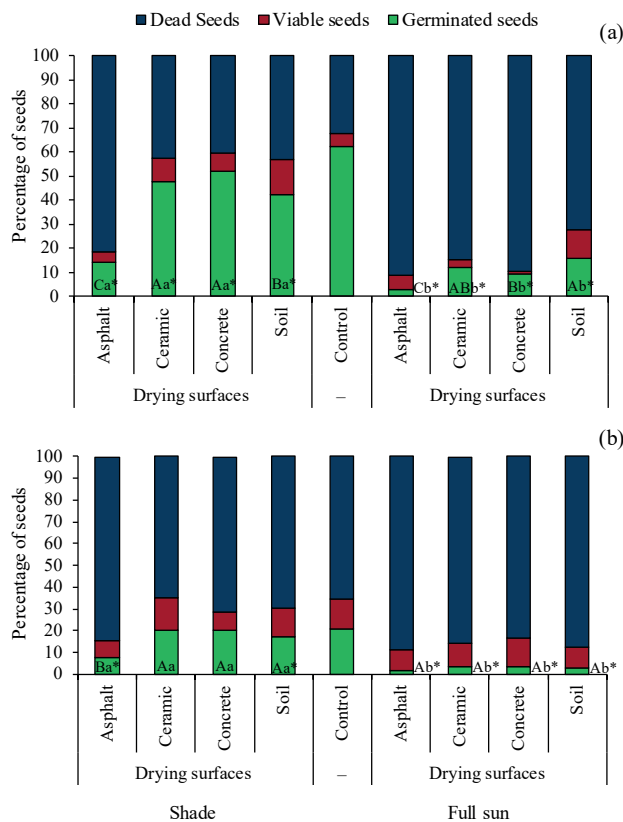 Dead Seeds Viable seeds Germinated seeds
(a)
Percentage of seeds
100
90
80
70
60
50
40
30
20
10
0
Ca* Aa* Aa* Ba* Cb* ABb* Bb* Ab*
Asphalt Ceramic Concrete Soil Control Asphalt Ceramic Concrete Soil
Drying surfaces – Drying surfaces
(b)
Percentage of seeds
100
90
80
70
60
50
40
30
20
10
0
Ba* Aa Aa Aa* Ab* Ab* Ab* Ab*
Asphalt Ceramic Concrete Soil Control Asphalt Ceramic Concrete Soil
Drying surfaces – Drying surfaces
Shade Full sun